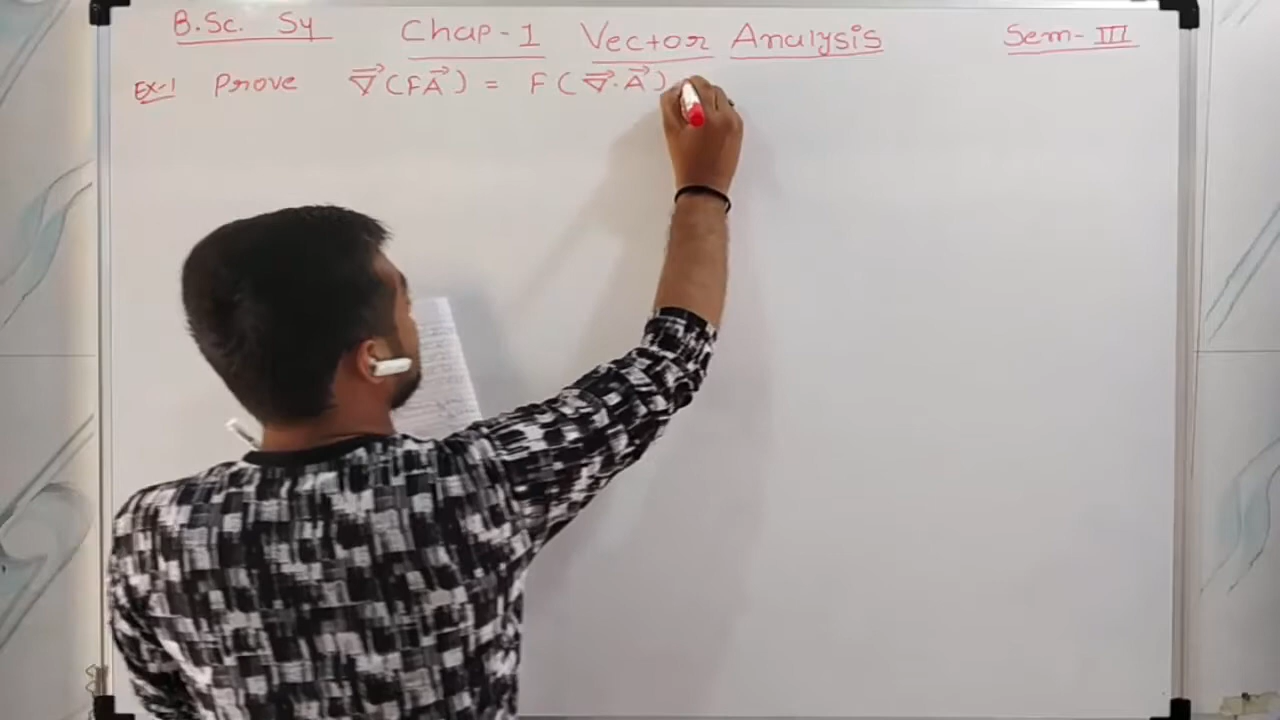 B.Sc. Sy Chap-1 Vector Analysis Sem-III
Ex-1 Prove ∇⃗(FA⃗) = F(∇⃗.A⃗)